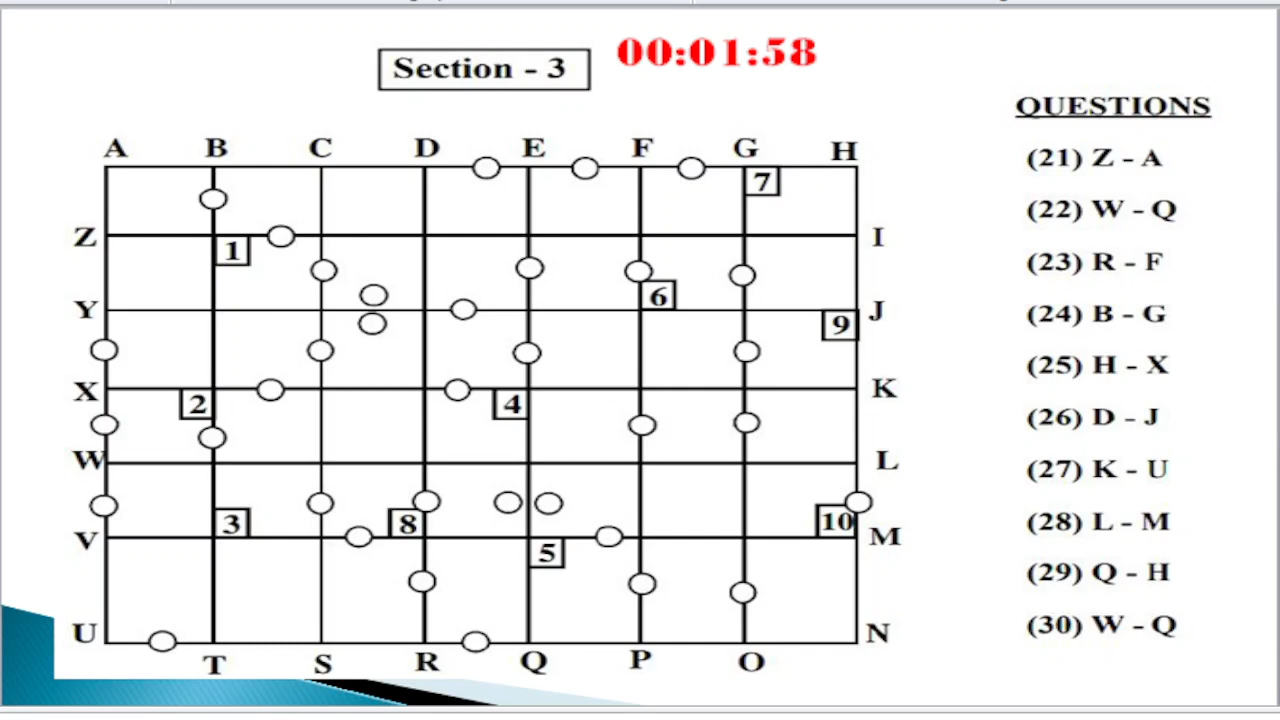 Section - 3
00:01:58
QUESTIONS
A B C D E F G H
7
(21) Z - A
(22) W - Q
Z
1
I
(23) R - F
6
Y
J
9
(24) B - G
(25) H - X
X
K
2
4
(26) D - J
W
L
(27) K - U
3
8
10
(28) L - M
V
M
5
(29) Q - H
U
N
(30) W - Q
T S R Q P O